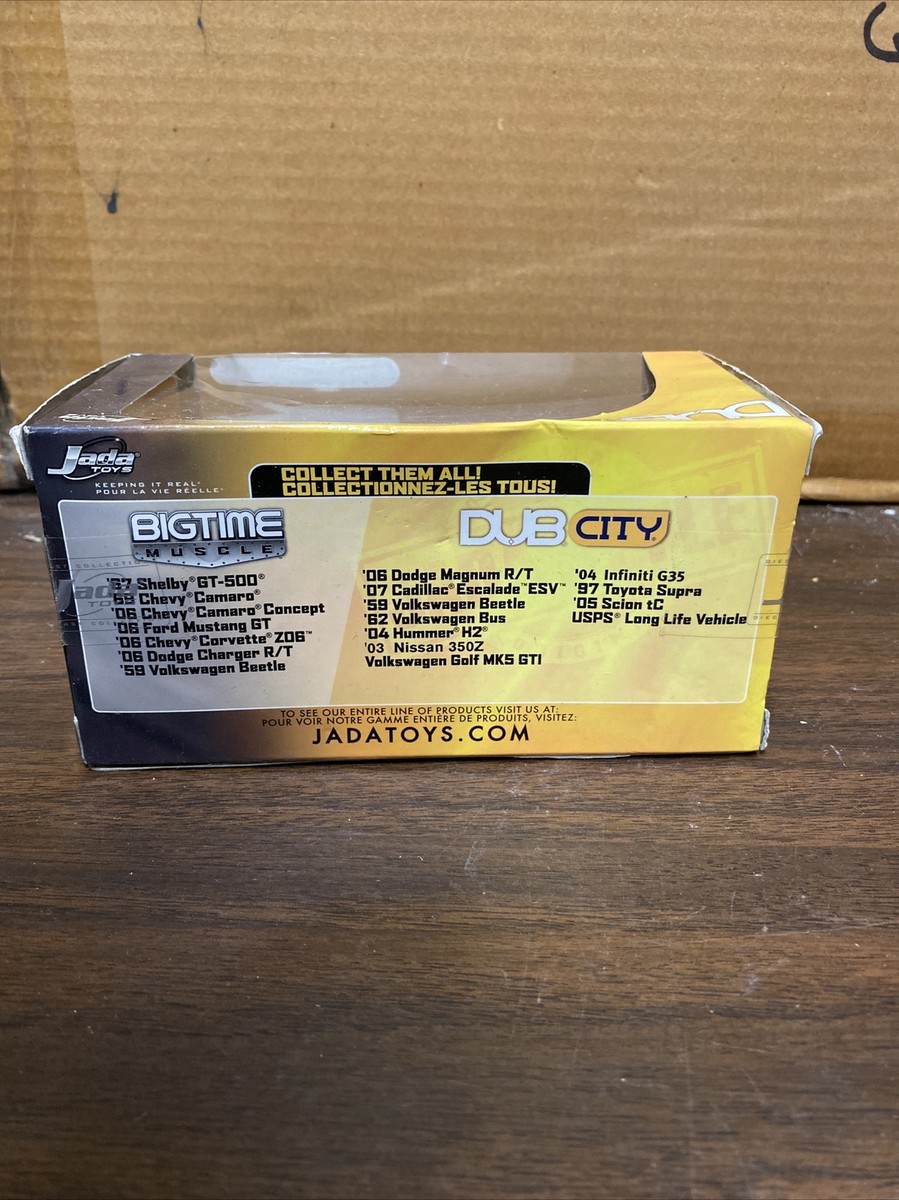 Jada
TOYS
KEEPING IT REAL
POUR LA VIE RÉELLE
COLLECT THEM ALL!
COLLECTIONNEZ-LES TOUS!
BIGTIME
MUSCLE
'67 Shelby® GT-500®
'69 Chevy® Camaro®
'06 Chevy® Camaro® Concept
'06 Ford Mustang GT
'06 Chevy® Corvette® Z06™
'06 Dodge Charger R/T
'59 Volkswagen Beetle
DUB CITY®
'06 Dodge Magnum R/T
'07 Cadillac® Escalade™ ESV™
'59 Volkswagen Beetle
'62 Volkswagen Bus
'04 Hummer® H2®
'03 Nissan 350Z
Volkswagen Golf MK5 GTI
'04 Infiniti G35
'97 Toyota Supra
'05 Scion tC
USPS® Long Life Vehicle
TO SEE OUR ENTIRE LINE OF PRODUCTS VISIT US AT:
POUR VOIR NOTRE GAMME ENTIÈRE DE PRODUITS, VISITEZ:
JADATOYS.COM